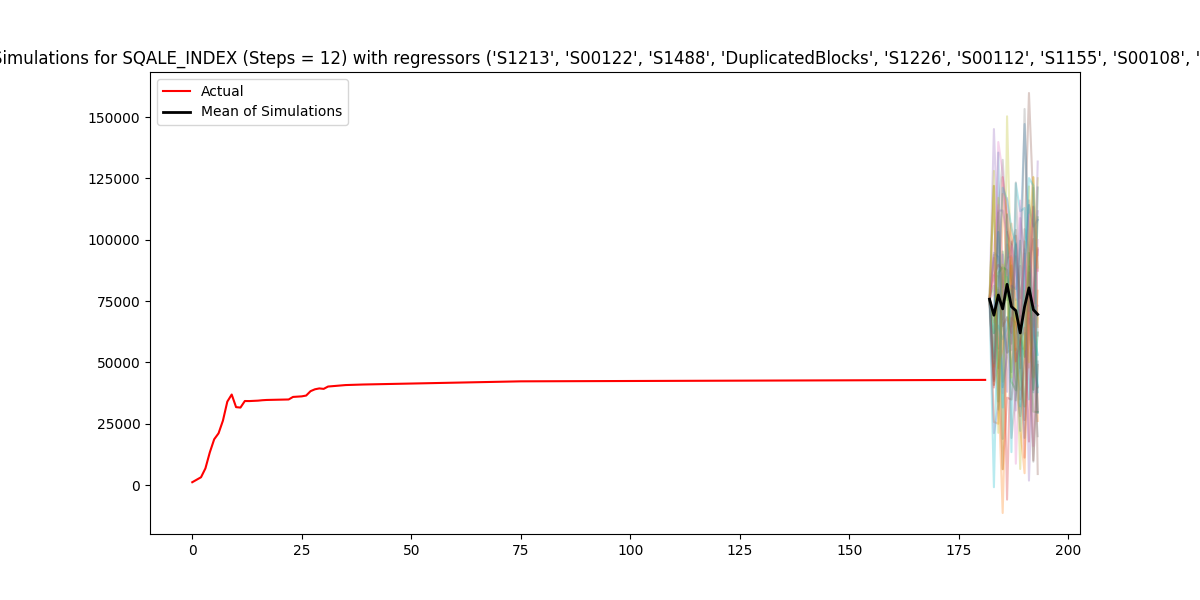 Simulations for SQALE_INDEX (Steps = 12) with regressors ('S1213', 'S00122', 'S1488', 'DuplicatedBlocks', 'S1226', 'S00112', 'S1155', 'S00108', '
Actual
Mean of Simulations
150000
125000
100000
75000
50000
25000
0
0 25 50 75 100 125 150 175 200